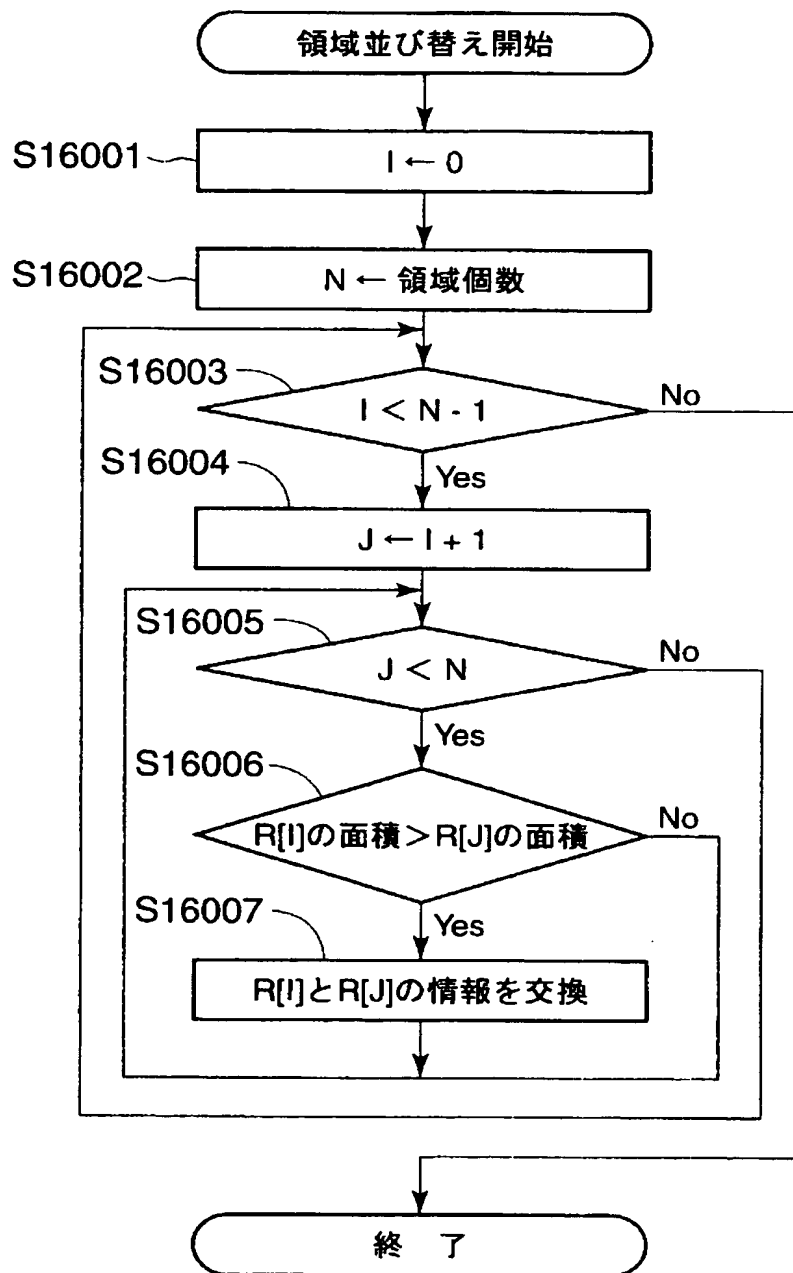 領域並び替え開始
S16001
I ← 0
S16002
N ← 領域個数
S16003
I < N - 1
No
Yes
S16004
J ← I + 1
S16005
J < N
No
Yes
S16006
R[I]の面積>R[J]の面積
No
Yes
S16007
R[I]とR[J]の情報を交換
終 了